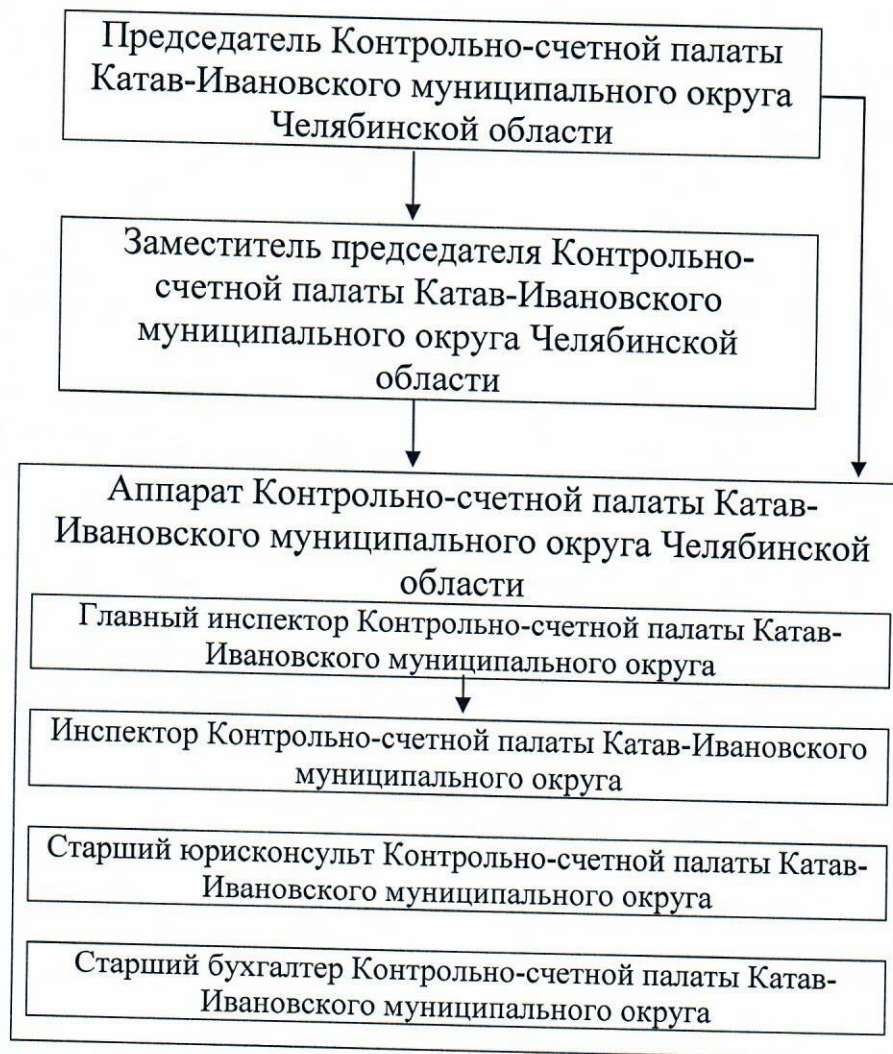 Председатель Контрольно-счетной палаты
Катав-Ивановского муниципального округа
Челябинской области
Заместитель председателя Контрольно-
счетной палаты Катав-Ивановского
муниципального округа Челябинской
области
Аппарат Контрольно-счетной палаты Катав-
Ивановского муниципального округа Челябинской
области
Главный инспектор Контрольно-счетной палаты Катав-
Ивановского муниципального округа
Инспектор Контрольно-счетной палаты Катав-Ивановского
муниципального округа
Старший юрисконсульт Контрольно-счетной палаты Катав-
Ивановского муниципального округа
Старший бухгалтер Контрольно-счетной палаты Катав-
Ивановского муниципального округа